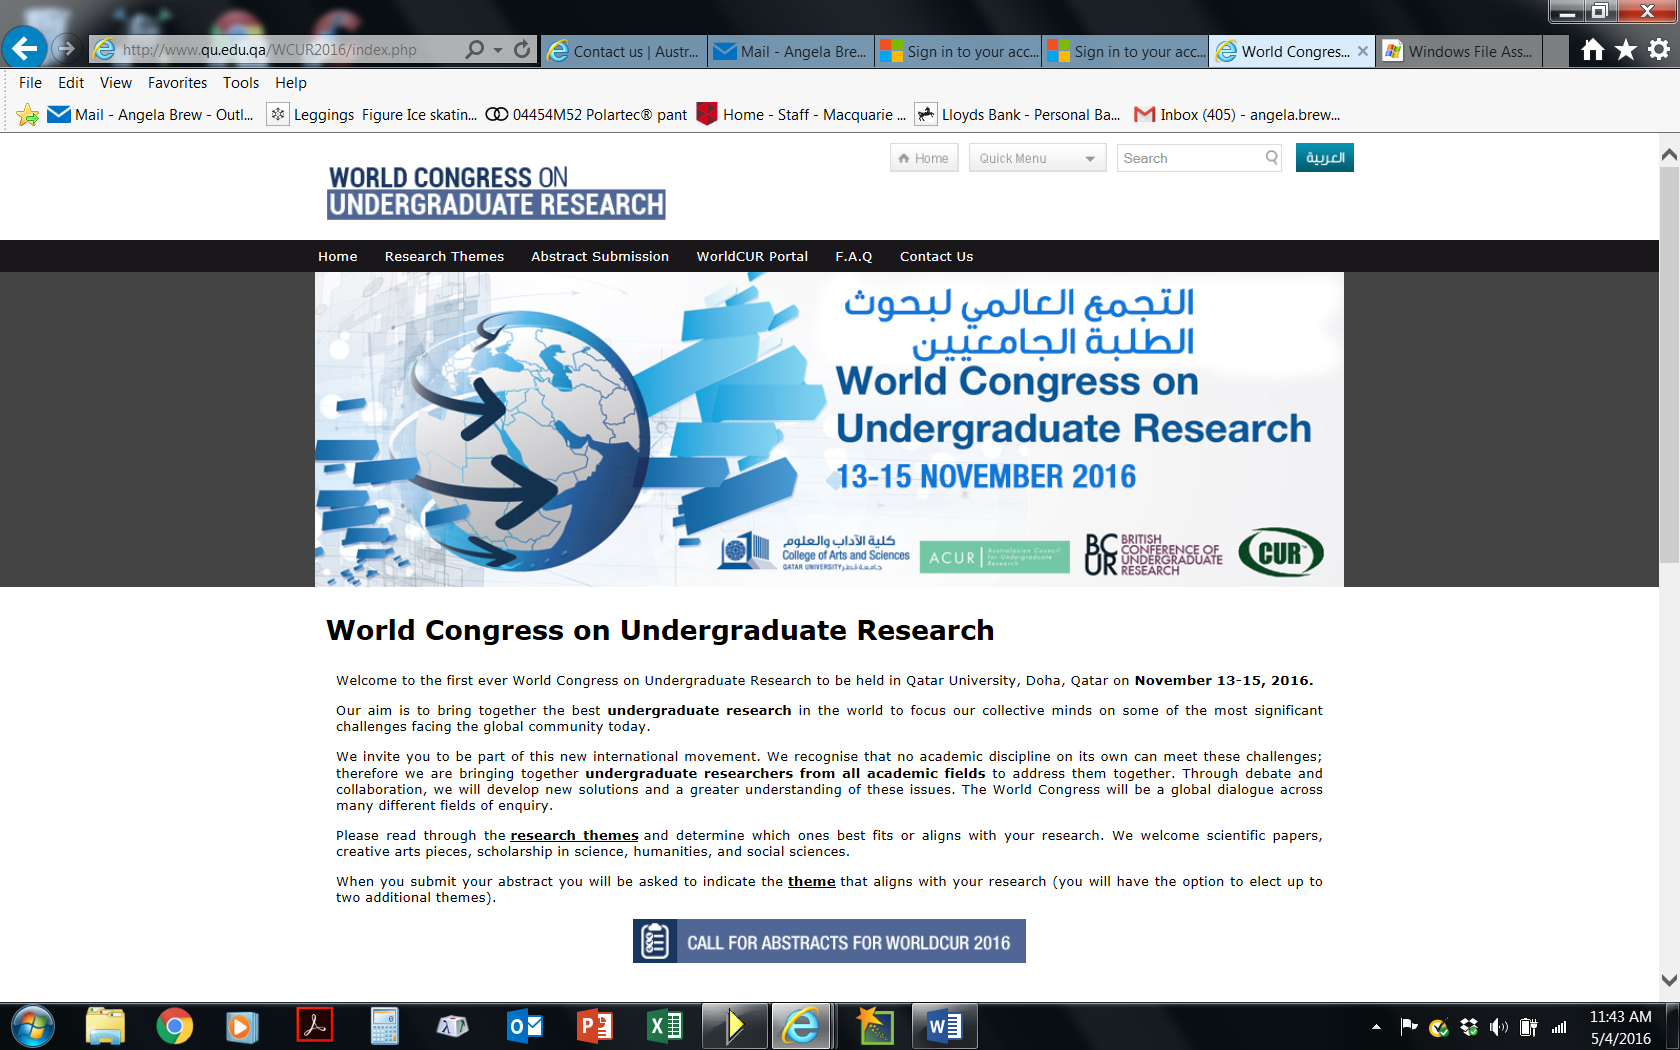 http://www.qu.edu.qa/WCUR2016/index.php
Contact us | Austr...
Mail - Angela Bre...
Sign in to your acc...
Sign in to your acc...
World Congres...
Windows File Ass...
File Edit View Favorites Tools Help
Mail - Angela Brew - Outl...
Leggings Figure Ice skatin...
04454M52 Polartec® pant
Home - Staff - Macquarie ...
Lloyds Bank - Personal Ba...
Inbox (405) - angela.brew...
Home
Quick Menu
Search
العربية
WORLD CONGRESS ON
UNDERGRADUATE RESEARCH
Home Research Themes Abstract Submission WorldCUR Portal F.A.Q Contact Us
التجمع العالمي لبحوث
الطلبة الجامعيين
World Congress on
Undergraduate Research
13-15 NOVEMBER 2016
كلية الآداب والعلوم
College of Arts and Sciences
QATAR UNIVERSITY جامعة قطر
ACUR
Australasian Council
for Undergraduate
Research
BCUR
BRITISH
CONFERENCE OF
UNDERGRADUATE
RESEARCH
CUR™
World Congress on Undergraduate Research
Welcome to the first ever World Congress on Undergraduate Research to be held in Qatar University, Doha, Qatar on November 13-15, 2016.
Our aim is to bring together the best undergraduate research in the world to focus our collective minds on some of the most significant
challenges facing the global community today.
We invite you to be part of this new international movement. We recognise that no academic discipline on its own can meet these challenges;
therefore we are bringing together undergraduate researchers from all academic fields to address them together. Through debate and
collaboration, we will develop new solutions and a greater understanding of these issues. The World Congress will be a global dialogue across
many different fields of enquiry.
Please read through the research themes and determine which ones best fits or aligns with your research. We welcome scientific papers,
creative arts pieces, scholarship in science, humanities, and social sciences.
When you submit your abstract you will be asked to indicate the theme that aligns with your research (you will have the option to elect up to
two additional themes).
CALL FOR ABSTRACTS FOR WORLDCUR 2016
11:43 AM
5/4/2016